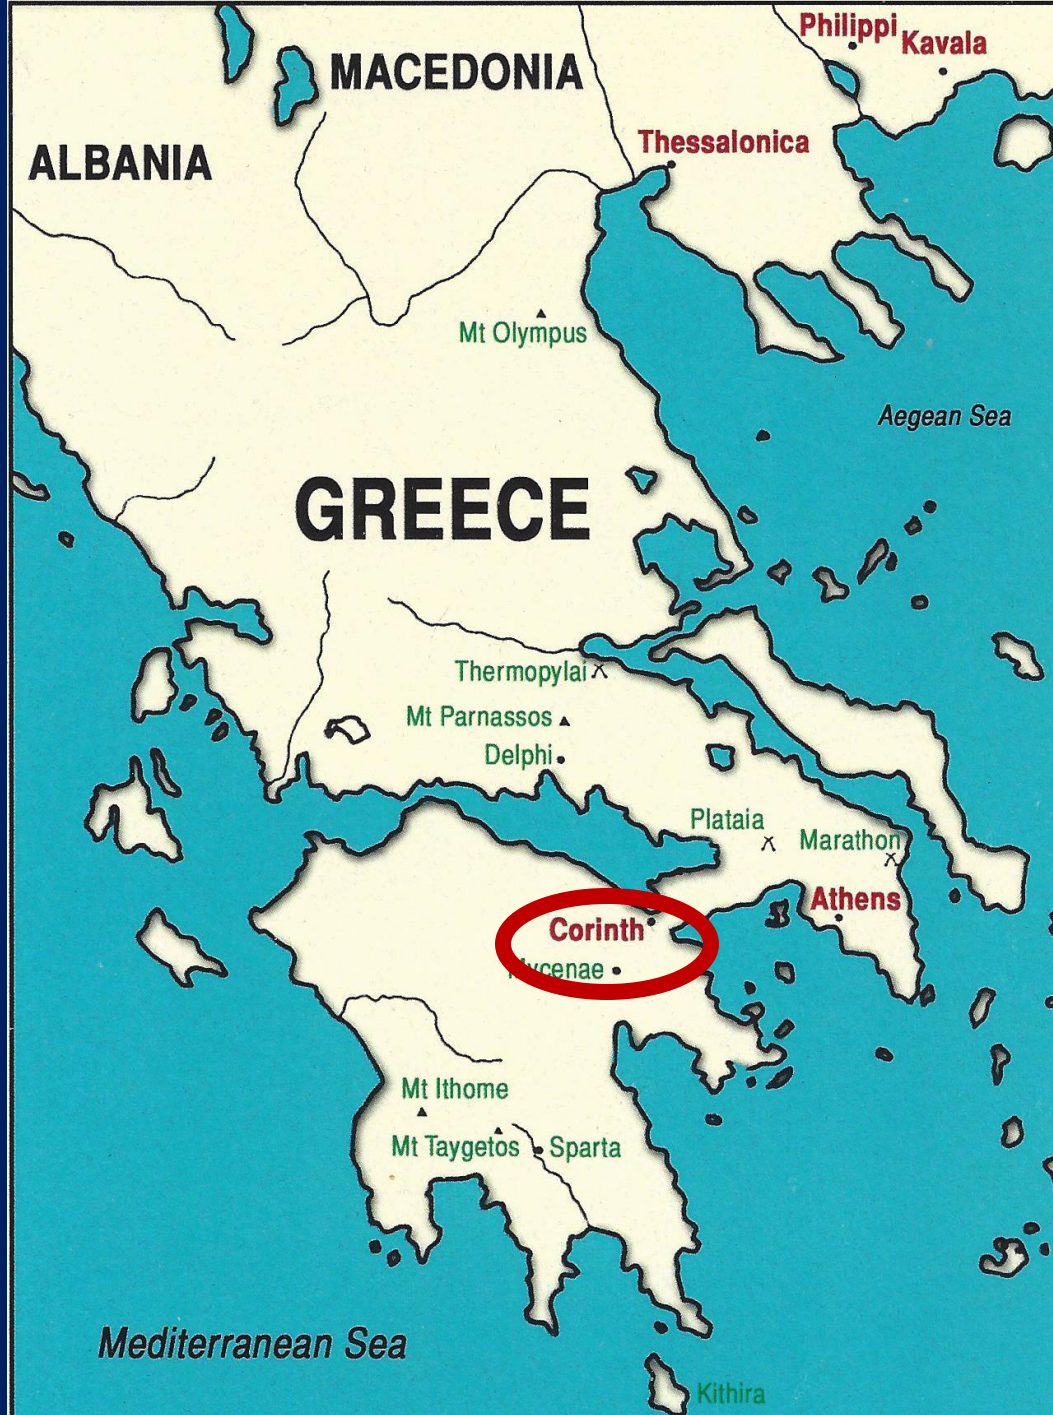 Philippi
Kavala
MACEDONIA
Thessalonica
ALBANIA
Mt Olympus
Aegean Sea
GREECE
Thermopylai
Mt Parnassos
Delphi
Plataia
Marathon
Athens
Corinth
Mycenae
Mt Ithome
Mt Taygetos
Sparta
Mediterranean Sea
Kithira